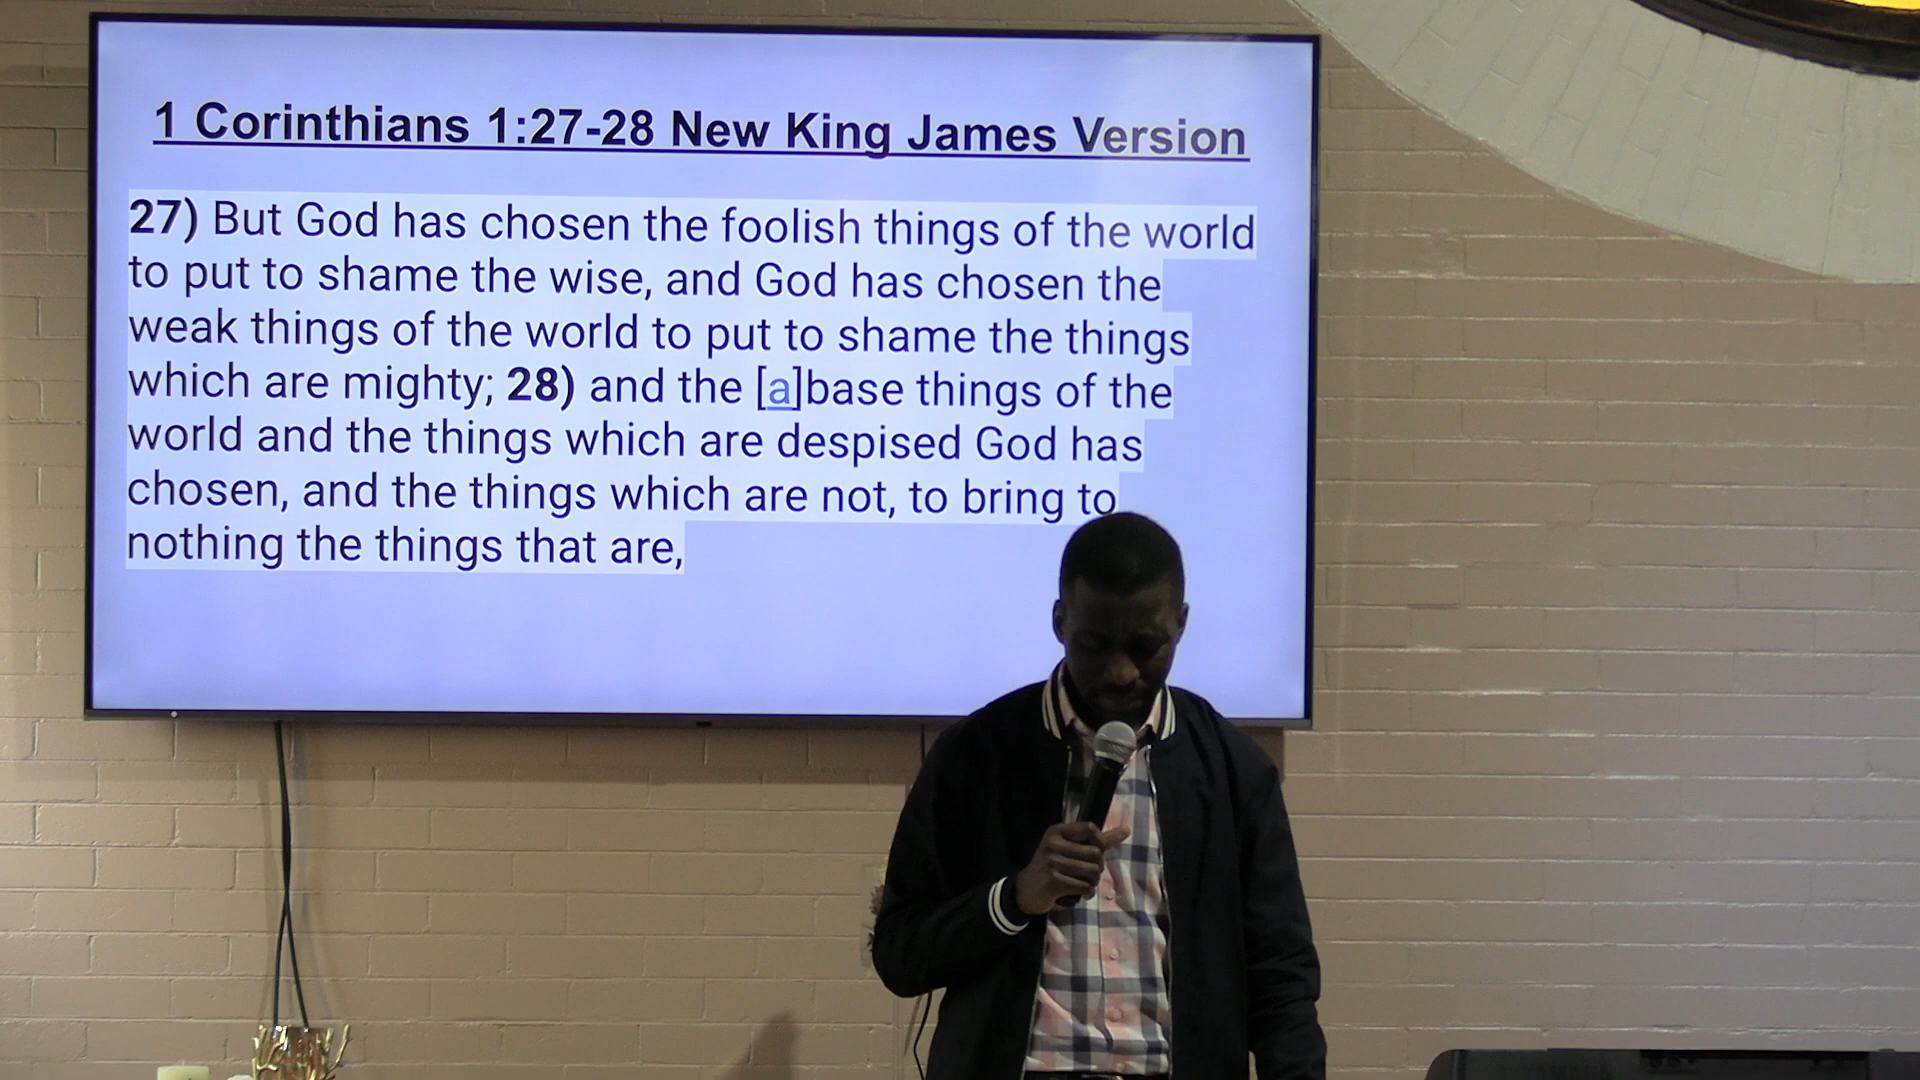 1 Corinthians 1:27-28 New King James Version
27) But God has chosen the foolish things of the world
to put to shame the wise, and God has chosen the
weak things of the world to put to shame the things
which are mighty; 28) and the [a]base things of the
world and the things which are despised God has
chosen, and the things which are not, to bring to
nothing the things that are,